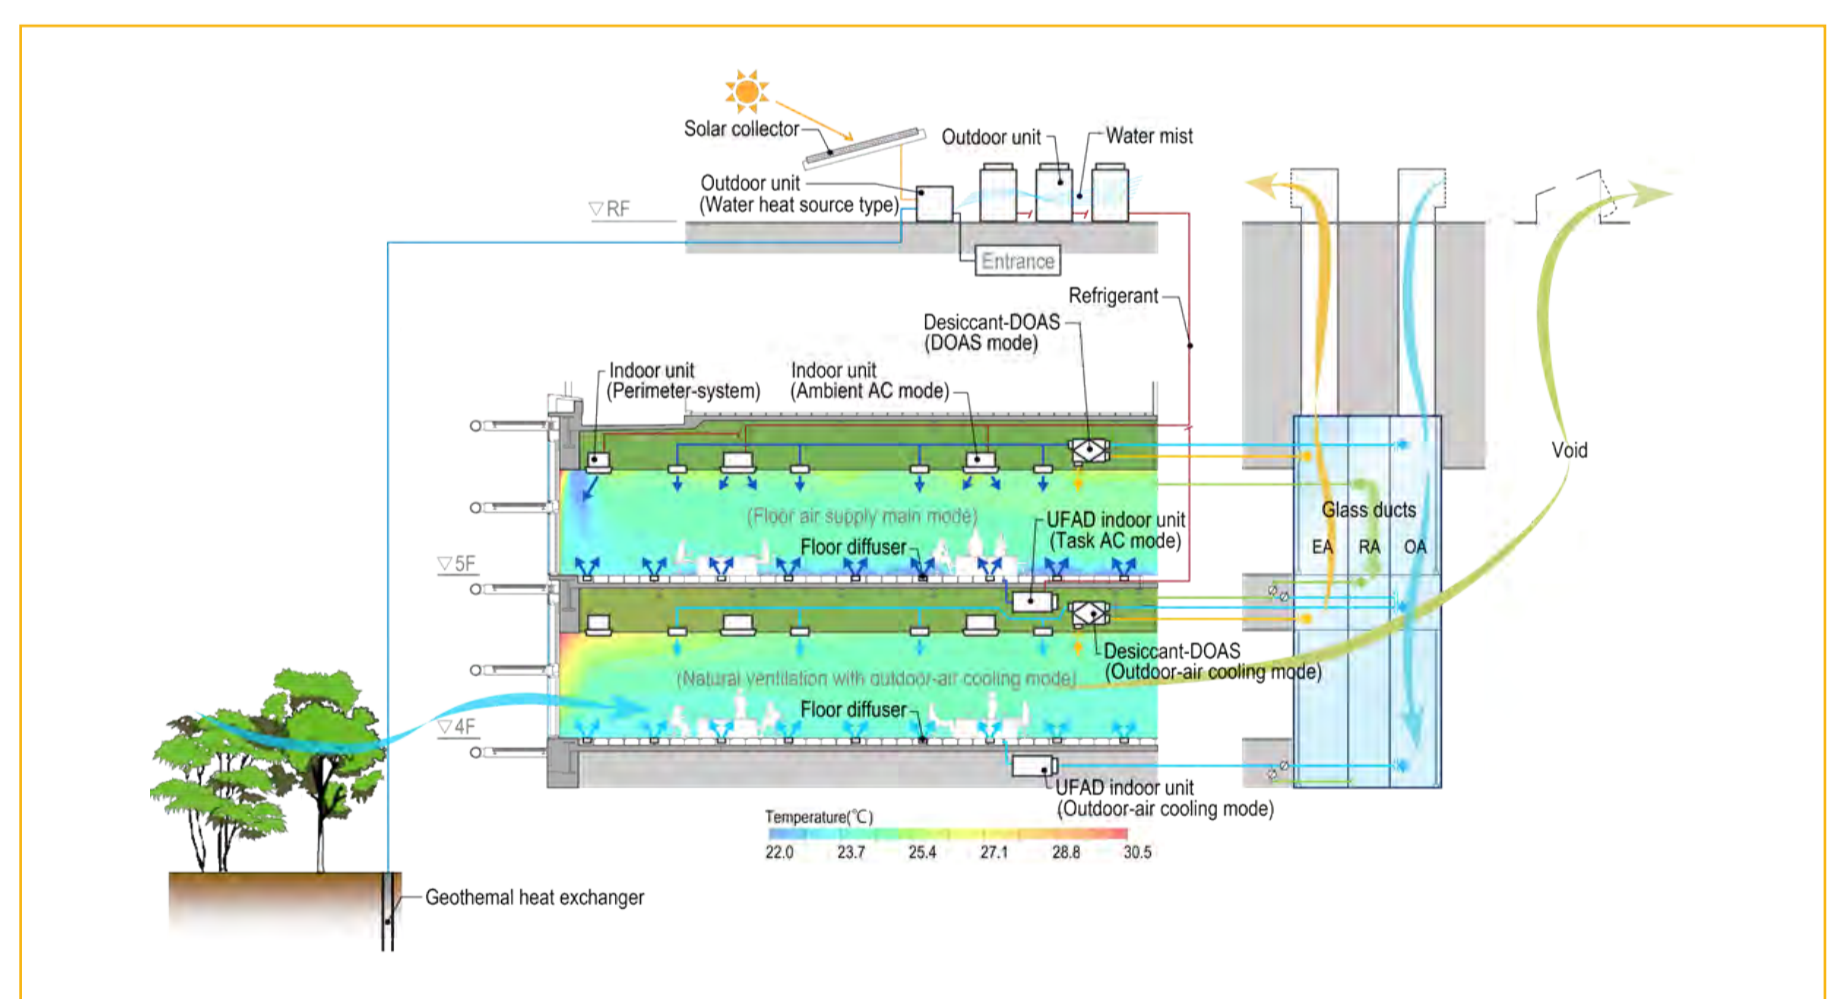 Solar collector
Outdoor unit
Water mist
Outdoor unit
(Water heat source type)
▽RF
Entrance
Refrigerant
Desiccant-DOAS
(DOAS mode)
Indoor unit
(Perimeter-system)
Indoor unit
(Ambient AC mode)
Void
(Floor air supply main mode)
UFAD indoor unit
(Task AC mode)
Glass ducts
EA
RA
OA
Floor diffuser
▽5F
Desiccant-DOAS
(Outdoor-air cooling mode)
(Natural ventilation with outdoor-air cooling mode)
Floor diffuser
▽4F
UFAD indoor unit
(Outdoor-air cooling mode)
Temperature(℃)
22.0 23.7 25.4 27.1 28.8 30.5
Geothemal heat exchanger